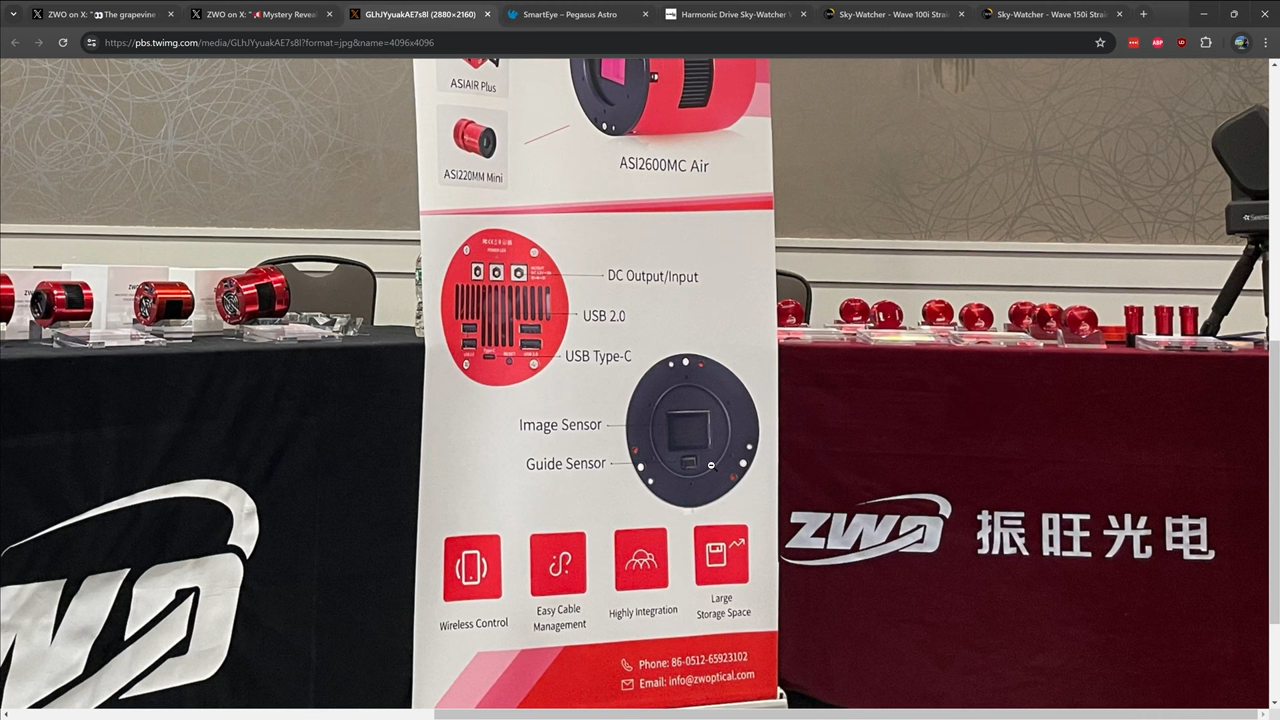 ZWO on X: "👀The grapevine
ZWO on X: "📢Mystery Reveal
GLhJYyuakAE7s8I (2880×2160)
SmartEye – Pegasus Astro
Harmonic Drive Sky-Watcher W
Sky-Watcher - Wave 100i Strai
Sky-Watcher - Wave 150i Strai
https://pbs.twimg.com/media/GLhJYyuakAE7s8I?format=jpg&name=4096x4096
ASIAIR Plus
ASI220MM Mini
ASI2600MC Air
DC Output/Input
USB 2.0
USB Type-C
Image Sensor
Guide Sensor
Wireless Control
Easy Cable
Management
Highly Integration
Large
Storage Space
Phone: 86-0512-65923102
Email: info@zwoptical.com
ZWO 振旺光电